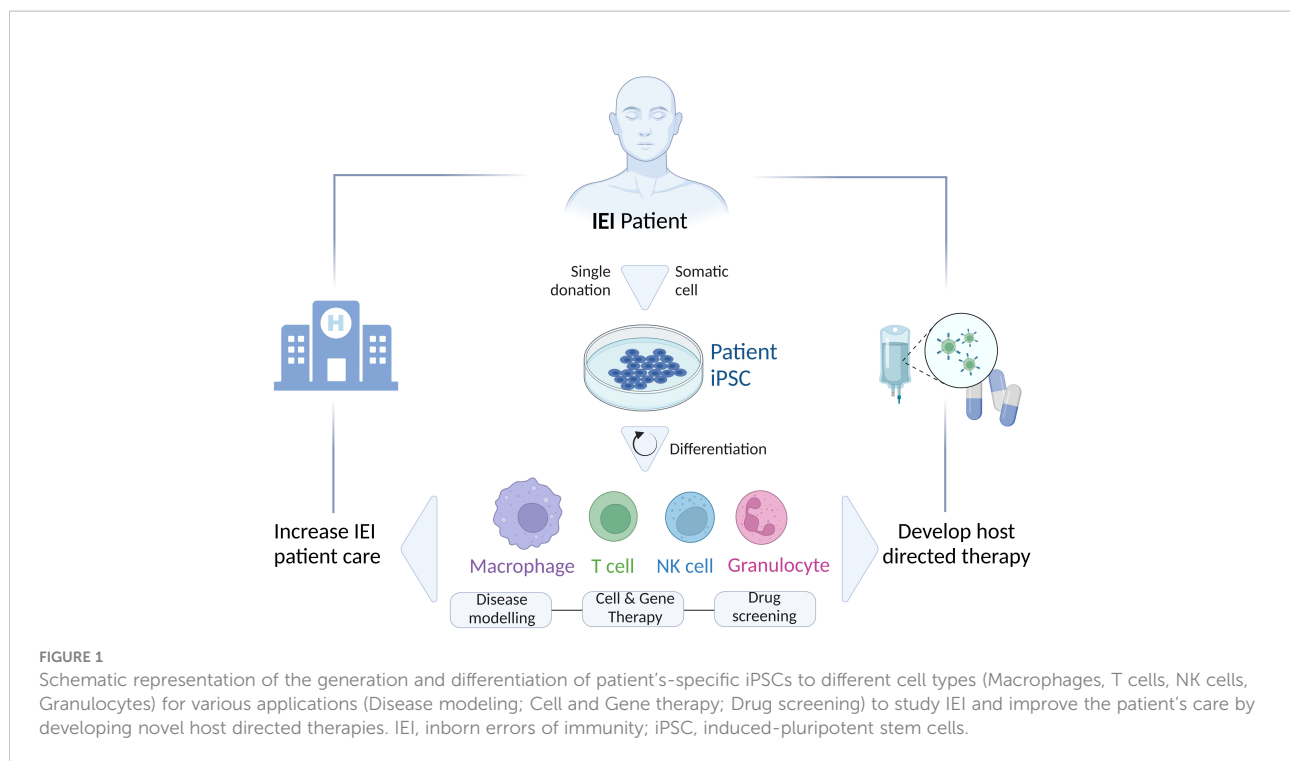 IEI Patient
Single
donation
Somatic
cell
H
Patient
iPSC
Differentiation
Increase IEI
patient care
Macrophage
T cell
NK cell
Granulocyte
Develop host
directed therapy
Disease
modelling
Cell & Gene
Therapy
Drug
screening
FIGURE 1
Schematic representation of the generation and differentiation of patient's-specific iPSCs to different cell types (Macrophages, T cells, NK cells,
Granulocytes) for various applications (Disease modeling; Cell and Gene therapy; Drug screening) to study IEI and improve the patient's care by
developing novel host directed therapies. IEI, inborn errors of immunity; iPSC, induced-pluripotent stem cells.